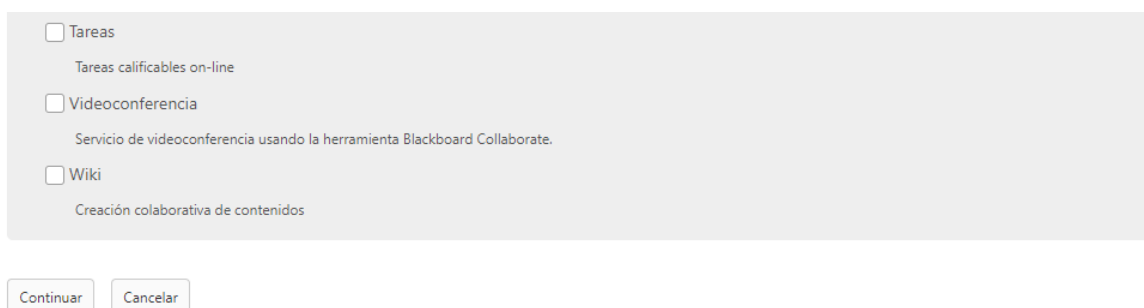 Tareas
Tareas calificables on-line
Videoconferencia
Servicio de videoconferencia usando la herramienta Blackboard Collaborate.
Wiki
Creación colaborativa de contenidos
Continuar Cancelar